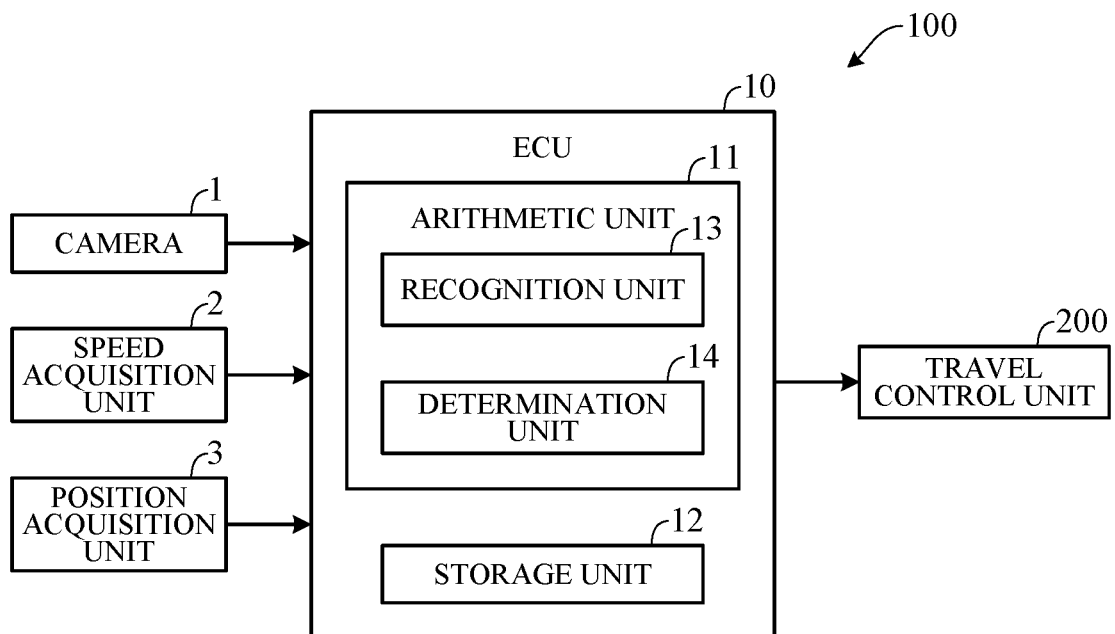 100
10
ECU
11
ARITHMETIC UNIT
1
CAMERA
13
RECOGNITION UNIT
2
SPEED
ACQUISITION
UNIT
14
DETERMINATION
UNIT
200
TRAVEL
CONTROL UNIT
3
POSITION
ACQUISITION
UNIT
12
STORAGE UNIT